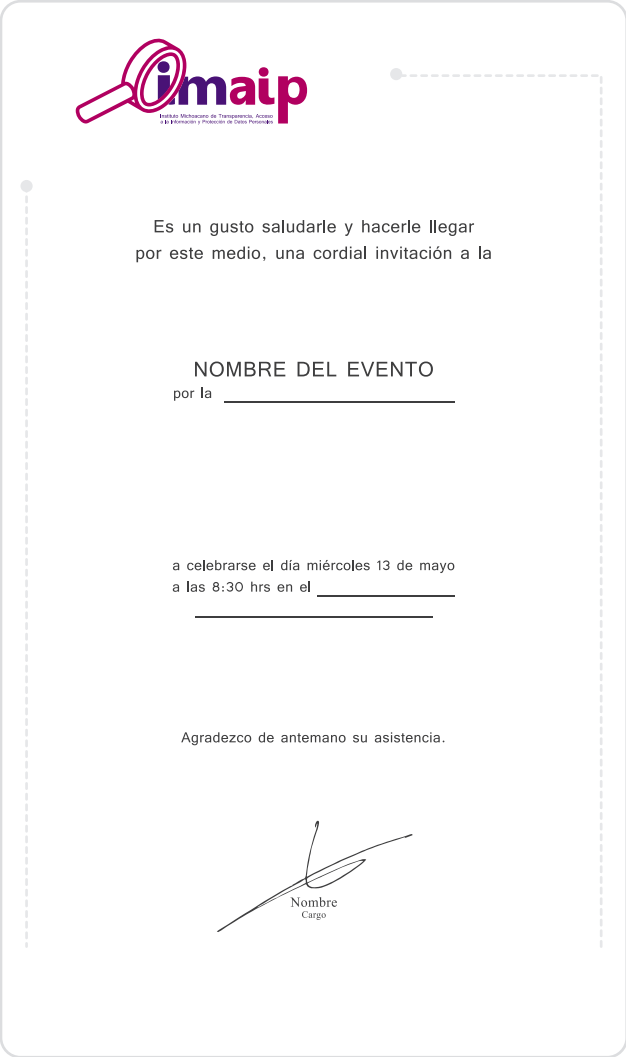 imaip
Instituto Michoacano de Transparencia, Acceso
a la Información y Protección de Datos Personales
Es un gusto saludarle y hacerle llegar
por este medio, una cordial invitación a la
NOMBRE DEL EVENTO
por la
a celebrarse el día miércoles 13 de mayo
a las 8:30 hrs en el
Agradezco de antemano su asistencia.
Nombre
Cargo